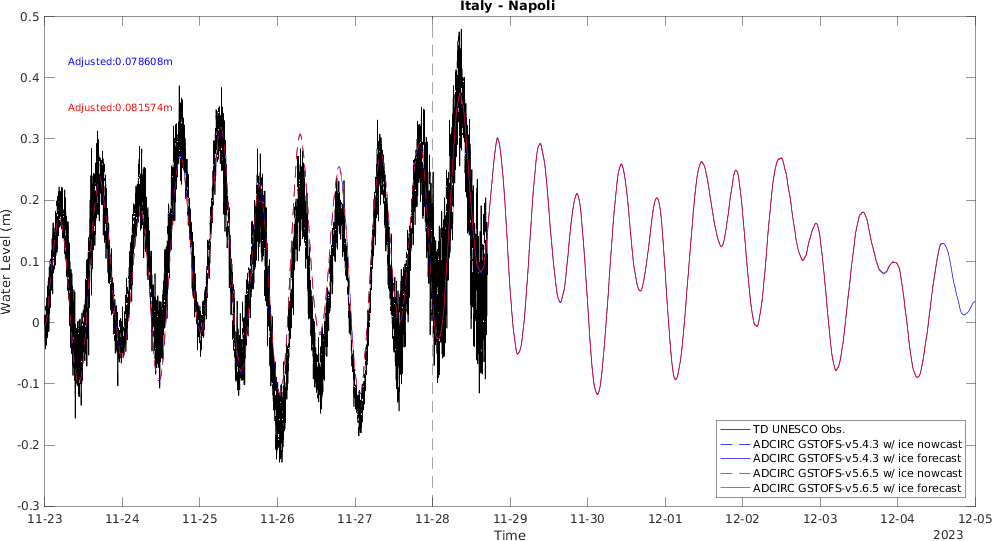 Italy - Napoli
0.5
0.4
0.3
0.2
0.1
0
-0.1
-0.2
-0.3
Water Level (m)
Adjusted:0.078608m
Adjusted:0.081574m
TD UNESCO Obs.
ADCIRC GSTOFS-v5.4.3 w/ ice nowcast
ADCIRC GSTOFS-v5.4.3 w/ ice forecast
ADCIRC GSTOFS-v5.6.5 w/ ice nowcast
ADCIRC GSTOFS-v5.6.5 w/ ice forecast
11-23 11-24 11-25 11-26 11-27 11-28 11-29 11-30 12-01 12-02 12-03 12-04 12-05
Time
2023